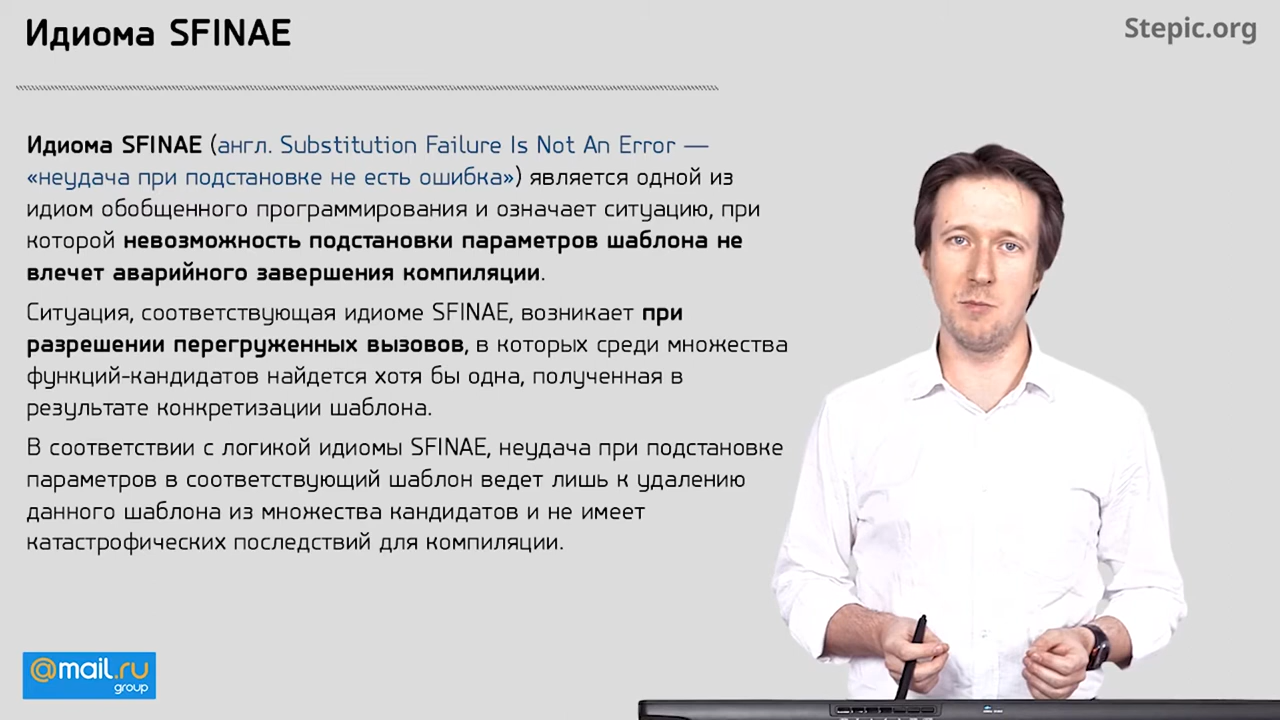 Идиома SFINAE
Stepic.org
Идиома SFINAE (англ. Substitution Failure Is Not An Error —
«неудача при подстановке не есть ошибка») является одной из
идиом обобщенного программирования и означает ситуацию, при
которой невозможность подстановки параметров шаблона не
влечет аварийного завершения компиляции.
Ситуация, соответствующая идиоме SFINAE, возникает при
разрешении перегруженных вызовов, в которых среди множества
функций-кандидатов найдется хотя бы одна, полученная в
результате конкретизации шаблона.
В соответствии с логикой идиомы SFINAE, неудача при подстановке
параметров в соответствующий шаблон ведет лишь к удалению
данного шаблона из множества кандидатов и не имеет
катастрофических последствий для компиляции.
@mail.ru
group